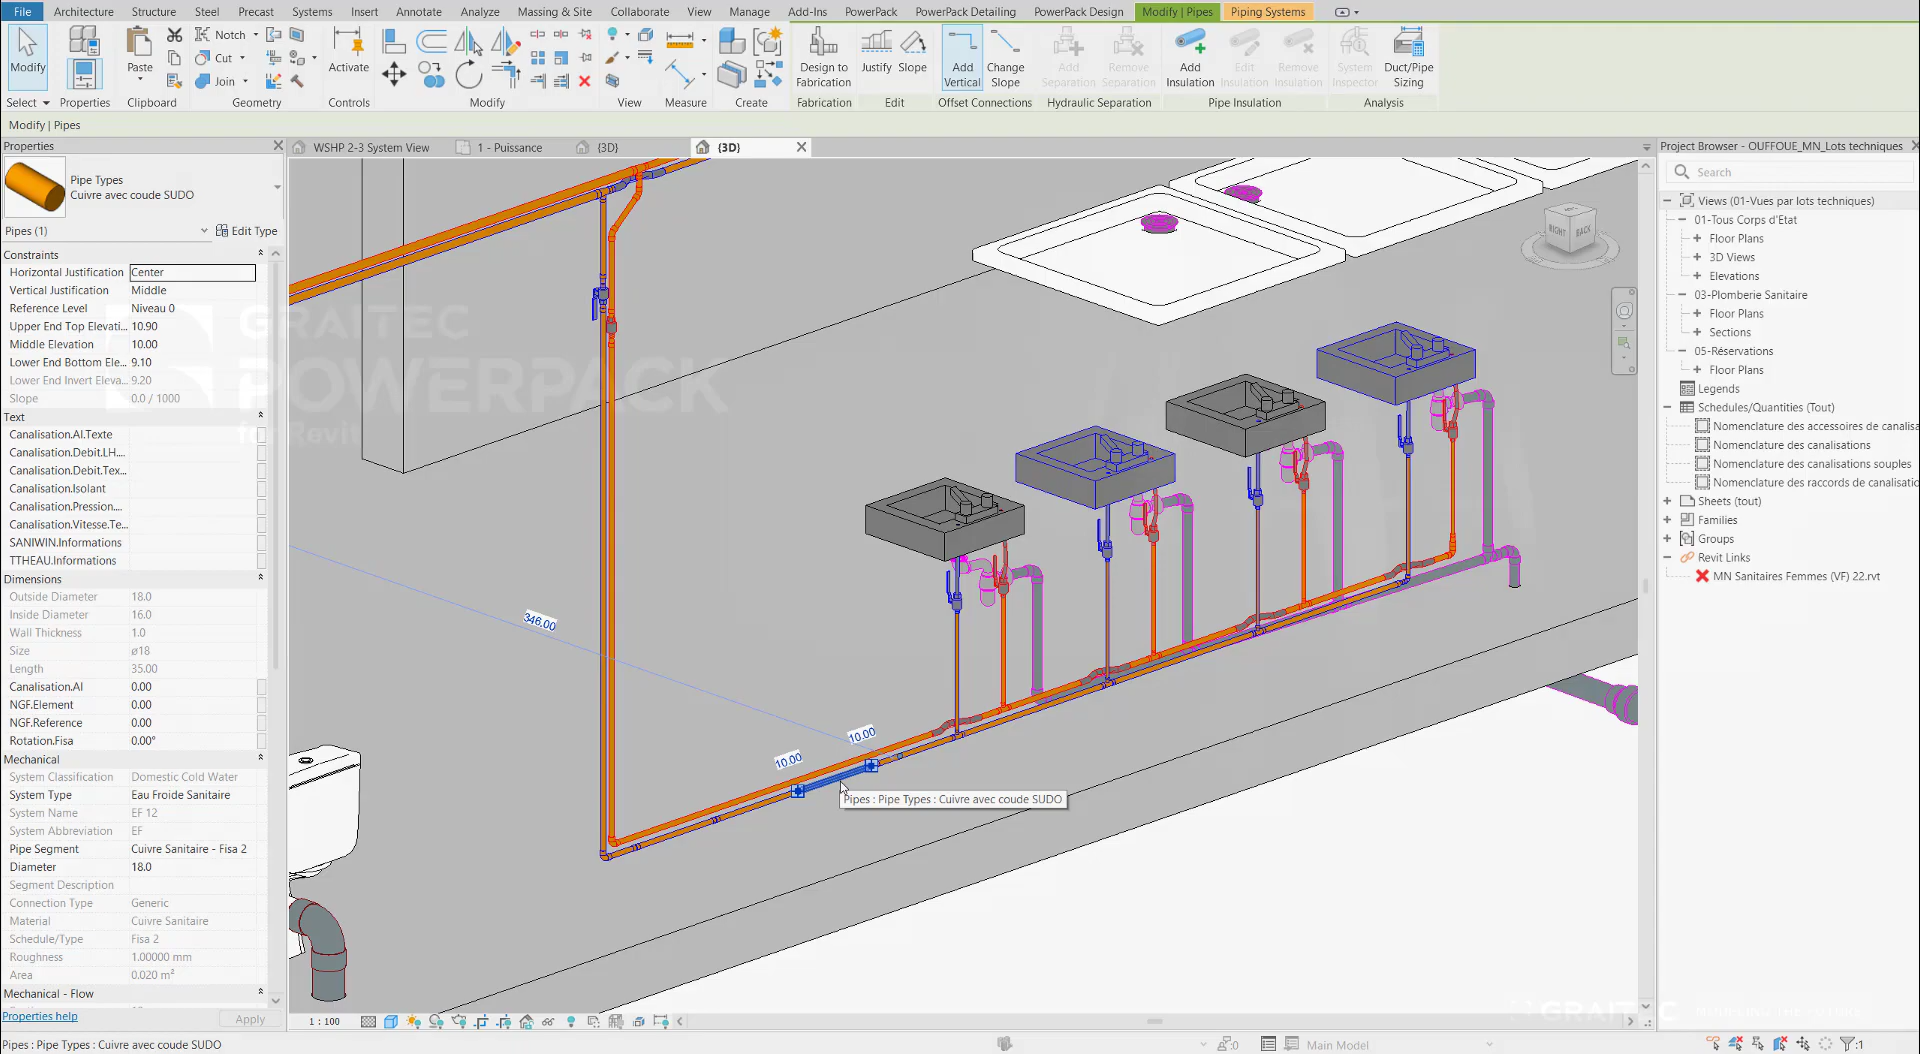 File Architecture Structure Steel Precast Systems Insert Annotate Analyze Massing & Site Collaborate View Manage Add-Ins PowerPack PowerPack Detailing PowerPack Design Modify | Pipes Piping Systems
Modify Paste Notch Cut Join Activate Design to Fabrication Justify Slope Add Vertical Change Slope Add Separation Remove Separation Add Insulation Edit Insulation Remove Insulation System Inspector Duct/Pipe Sizing
Select Properties Clipboard Geometry Controls Modify View Measure Create Fabrication Edit Offset Connections Hydraulic Separation Pipe Insulation Analysis
Modify | Pipes
Properties
Pipe Types
Cuivre avec coude SUDO
Pipes (1) Edit Type
Constraints
Horizontal Justification Center
Vertical Justification Middle
Reference Level Niveau 0
Upper End Top Elevati... 10.90
Middle Elevation 10.00
Lower End Bottom Ele... 9.10
Lower End Invert Eleva... 9.20
Slope 0.0 / 1000
Text
Canalisation.AI.Texte
Canalisation.Debit.LH....
Canalisation.Debit.Tex...
Canalisation.Isolant
Canalisation.Pression....
Canalisation.Vitesse.Te...
SANIWIN.Informations
TTHEAU.Informations
Dimensions
Outside Diameter 18.0
Inside Diameter 16.0
Wall Thickness 1.0
Size ø18
Length 35.00
Canalisation.AI 0.00
NGF.Element 0.00
NGF.Reference 0.00
Rotation.Fisa 0.00°
Mechanical
System Classification Domestic Cold Water
System Type Eau Froide Sanitaire
System Name EF 12
System Abbreviation EF
Pipe Segment Cuivre Sanitaire - Fisa 2
Diameter 18.0
Segment Description
Connection Type Generic
Material Cuivre Sanitaire
Schedule/Type Fisa 2
Roughness 1.00000 mm
Area 0.020 m²
Mechanical - Flow
Properties help Apply
WSHP 2-3 System View 1 - Puissance {3D} {3D}
GRAITEC
POWERPACK
for Revit
RIGHT BACK
346.00
10.00
10.00
Pipes : Pipe Types : Cuivre avec coude SUDO
GRAITEC
1 : 100
Project Browser - OUFFOUE_MN_Lots techniques
Search
Views (01-Vues par lots techniques)
01-Tous Corps d'Etat
Floor Plans
3D Views
Elevations
03-Plomberie Sanitaire
Floor Plans
Sections
05-Réservations
Floor Plans
Legends
Schedules/Quantities (Tout)
Nomenclature des accessoires de canalisa
Nomenclature des canalisations
Nomenclature des canalisations souples
Nomenclature des raccords de canalisatio
Sheets (tout)
Families
Groups
Revit Links
MN Sanitaires Femmes (VF) 22.rvt
Pipes : Pipe Types : Cuivre avec coude SUDO :0 Main Model :1